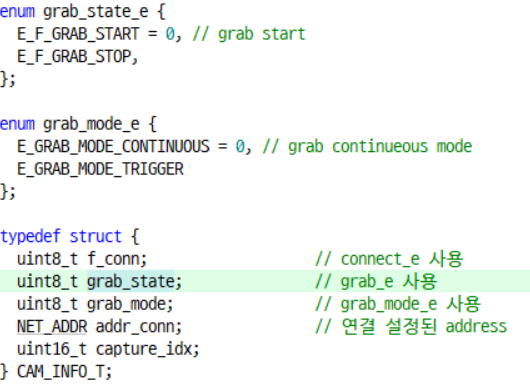 enum grab_state_e {
  E_F_GRAB_START = 0, // grab start
  E_F_GRAB_STOP,
};

enum grab_mode_e {
  E_GRAB_MODE_CONTINUOUS = 0, // grab continueous mode
  E_GRAB_MODE_TRIGGER
};

typedef struct {
  uint8_t f_conn;                    // connect_e 사용
  uint8_t grab_state;                // grab_e 사용
  uint8_t grab_mode;                 // grab_mode_e 사용
  NET_ADDR addr_conn;                // 연결 설정된 address
  uint16_t capture_idx;
} CAM_INFO_T;